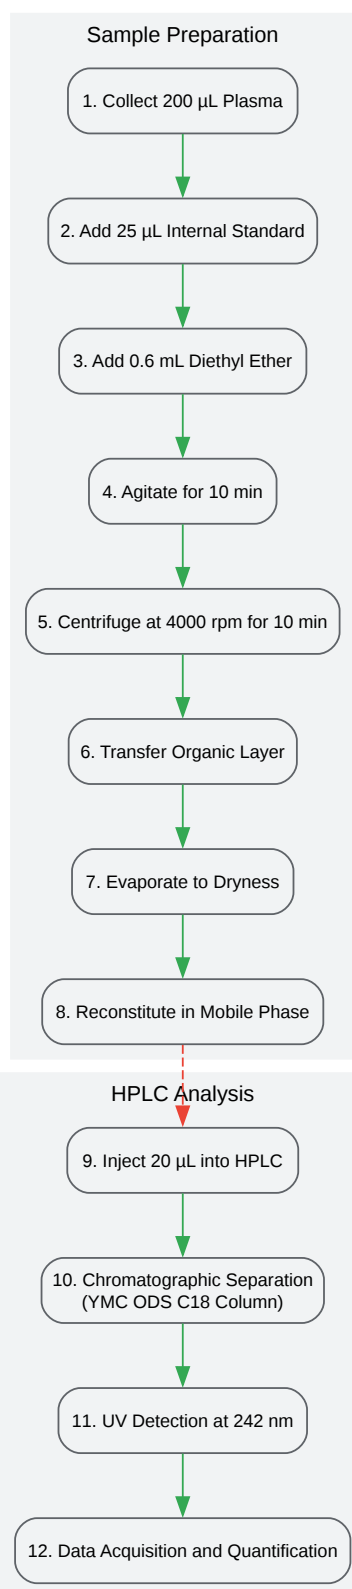 Sample Preparation
1. Collect 200 µL Plasma
2. Add 25 µL Internal Standard
3. Add 0.6 mL Diethyl Ether
4. Agitate for 10 min
5. Centrifuge at 4000 rpm for 10 min
6. Transfer Organic Layer
7. Evaporate to Dryness
8. Reconstitute in Mobile Phase
HPLC Analysis
9. Inject 20 µL into HPLC
10. Chromatographic Separation
(YMC ODS C18 Column)
11. UV Detection at 242 nm
12. Data Acquisition and Quantification